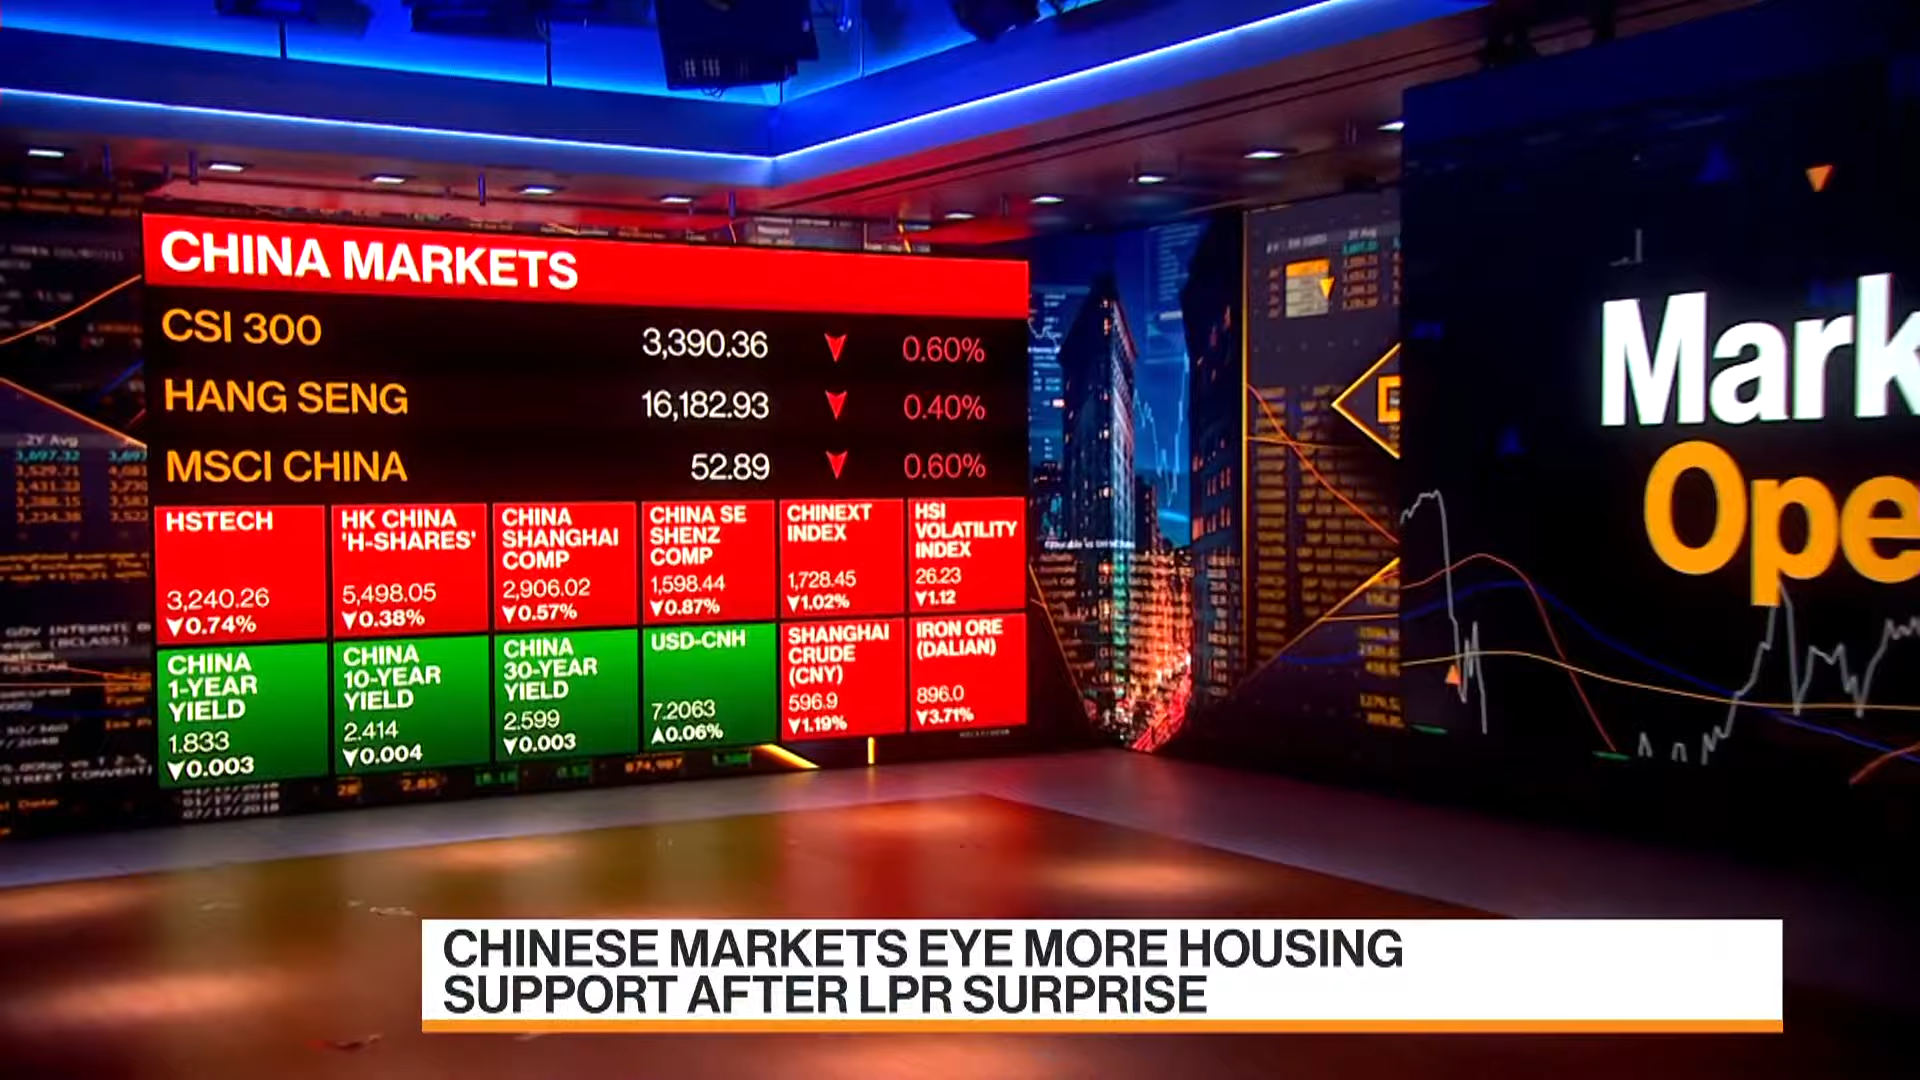 CHINA MARKETS
CSI 300 3,390.36 ▼ 0.60%
HANG SENG 16,182.93 ▼ 0.40%
MSCI CHINA 52.89 ▼ 0.60%
HSTECH
3,240.26
▼0.74%
HK CHINA
'H-SHARES'
5,498.05
▼0.38%
CHINA
SHANGHAI
COMP
2,906.02
▼0.57%
CHINA SE
SHENZ
COMP
1,598.44
▼0.87%
CHINEXT
INDEX
1,728.45
▼1.02%
HSI
VOLATILITY
INDEX
26.23
▼1.12
CHINA
1-YEAR
YIELD
1.833
▼0.003
CHINA
10-YEAR
YIELD
2.414
▼0.004
CHINA
30-YEAR
YIELD
2.599
▼0.003
USD-CNH
7.2063
▲0.06%
SHANGHAI
CRUDE
(CNY)
596.9
▼1.19%
IRON ORE
(DALIAN)
896.0
▼3.71%
Mark
Ope
2Y Avg
CHINESE MARKETS EYE MORE HOUSING
SUPPORT AFTER LPR SURPRISE